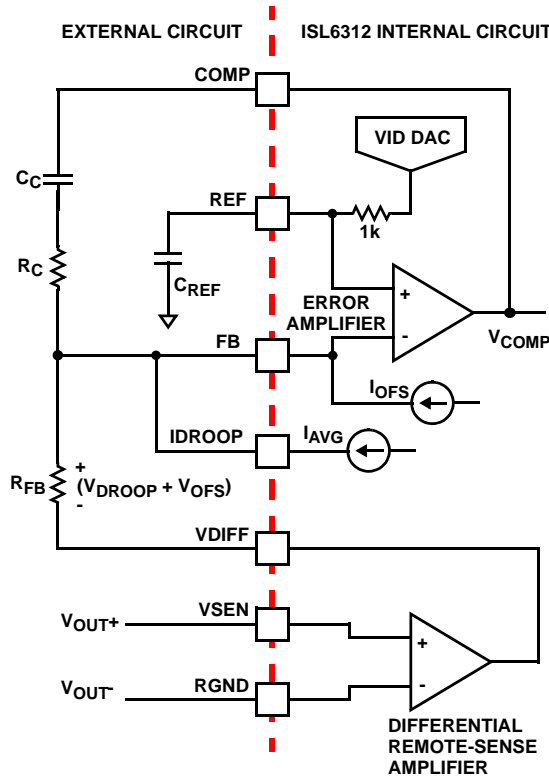 EXTERNAL CIRCUIT
ISL6312 INTERNAL CIRCUIT
COMP
VID DAC
CC
REF
1k
RC
CREF
ERROR
AMPLIFIER
+
-
VCOMP
FB
IOFS
IDROOP
IAVG
RFB
+
(VDROOP + VOFS)
-
VDIFF
VOUT+
VSEN
+
VOUT-
RGND
-
DIFFERENTIAL
REMOTE-SENSE
AMPLIFIER